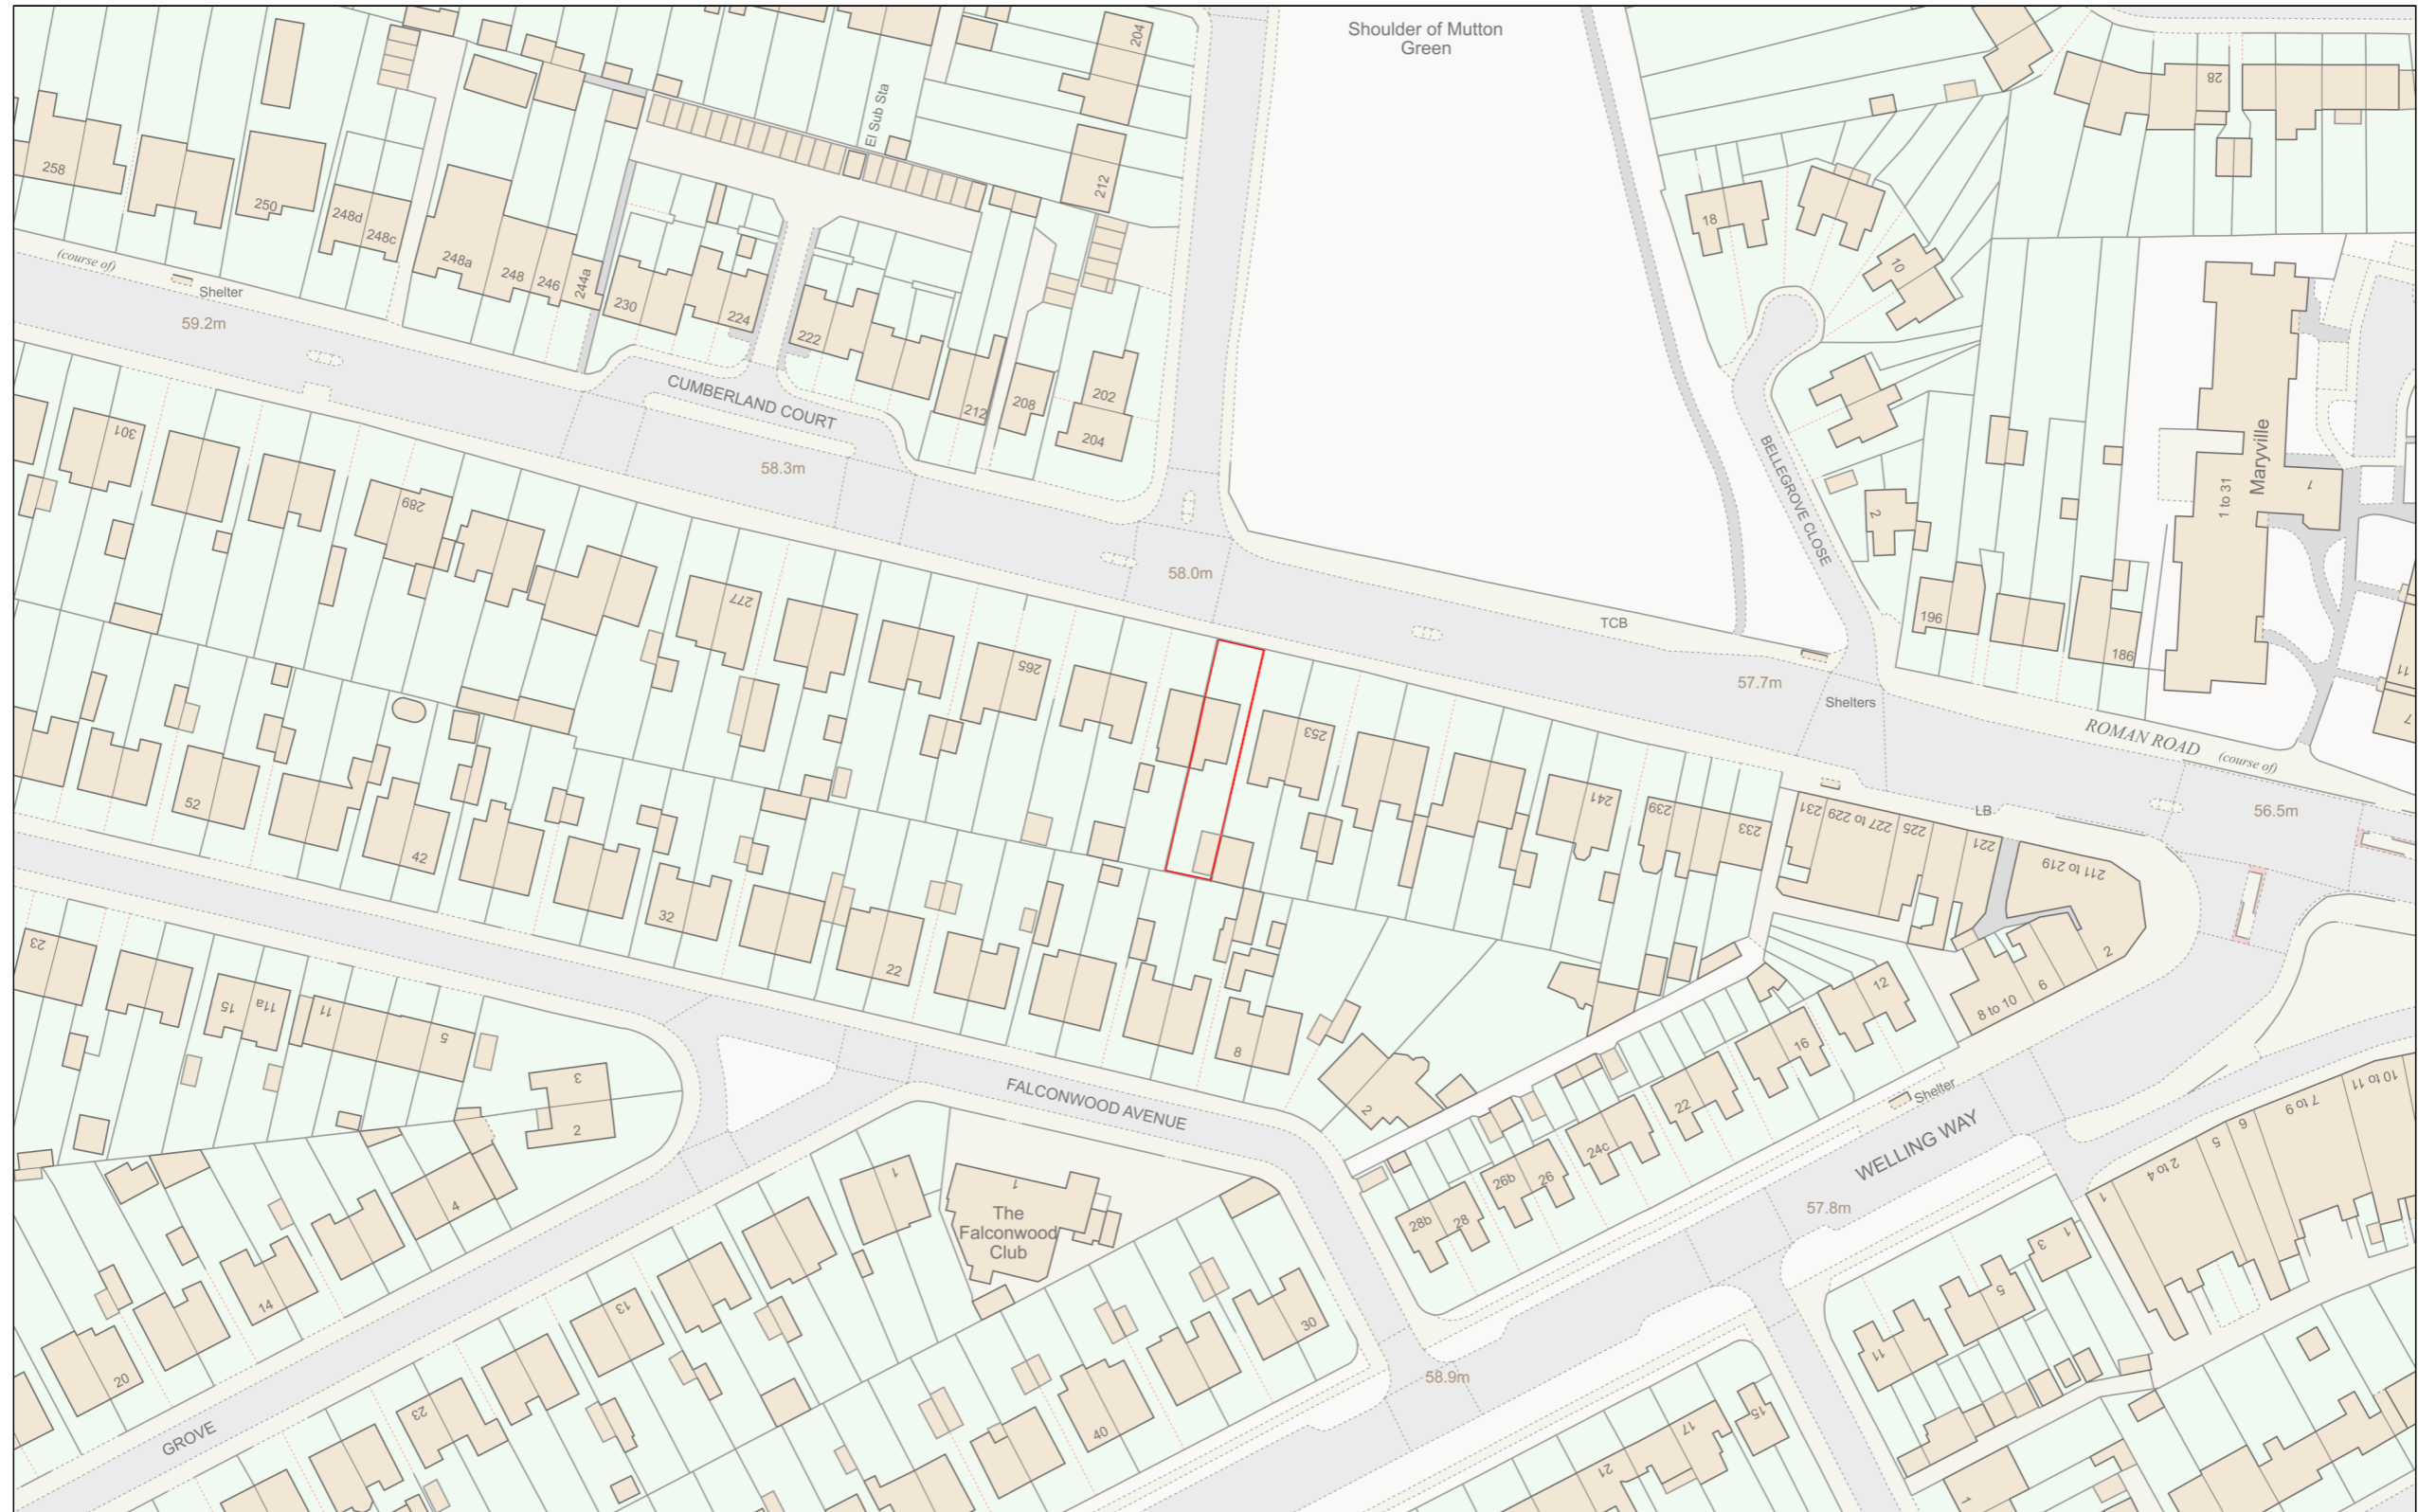 Shoulder of Mutton
Green
204
28
El Sub Sta
258
250
248d
248c
212
18
10
(course of)
Shelter
59.2m
248a
248
246
244a
230
224
222
212
208
202
204
CUMBERLAND COURT
58.3m
BELLEGROVE CLOSE
2
Maryville
1 to 31
1
301
289
277
58.0m
TCB
196
186
11
7
265
57.7m
Shelters
ROMAN ROAD
(course of)
253
241
239
233
231
227 to 229
225
221
LB
211 to 219
56.5m
52
42
32
22
8
2
12
16
22
24c
26
26b
28
28b
8 to 10
6
2
23
15
11a
11
5
3
2
FALCONWOOD AVENUE
Shelter
WELLING WAY
10 to 11
7 to 9
6
5
2 to 4
1
57.8m
1
1
The
Falconwood
Club
4
14
20
13
23
30
40
GROVE
58.9m
1
3
5
11
15
17
21
1